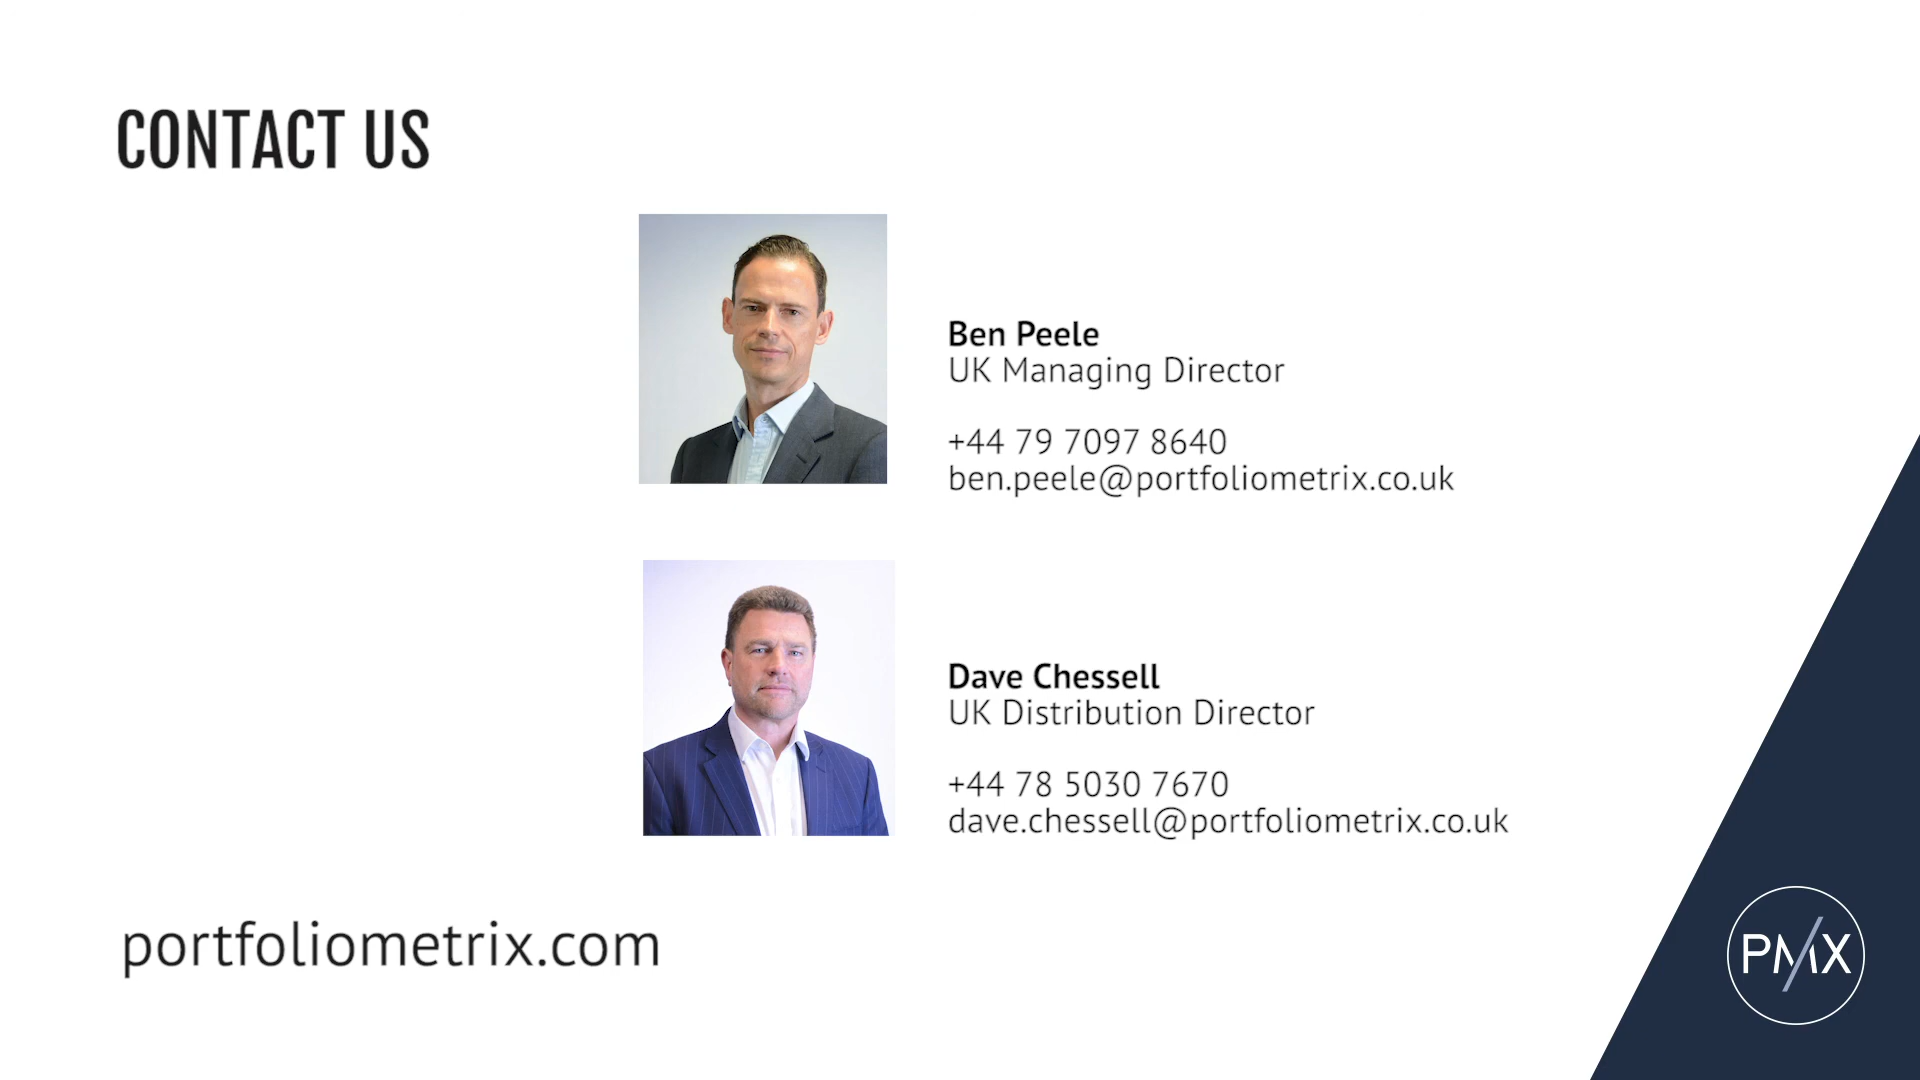 CONTACT US
Ben Peele
UK Managing Director
+44 79 7097 8640
ben.peele@portfoliometrix.co.uk
Dave Chessell
UK Distribution Director
+44 78 5030 7670
dave.chessell@portfoliometrix.co.uk
portfoliometrix.com
PMX